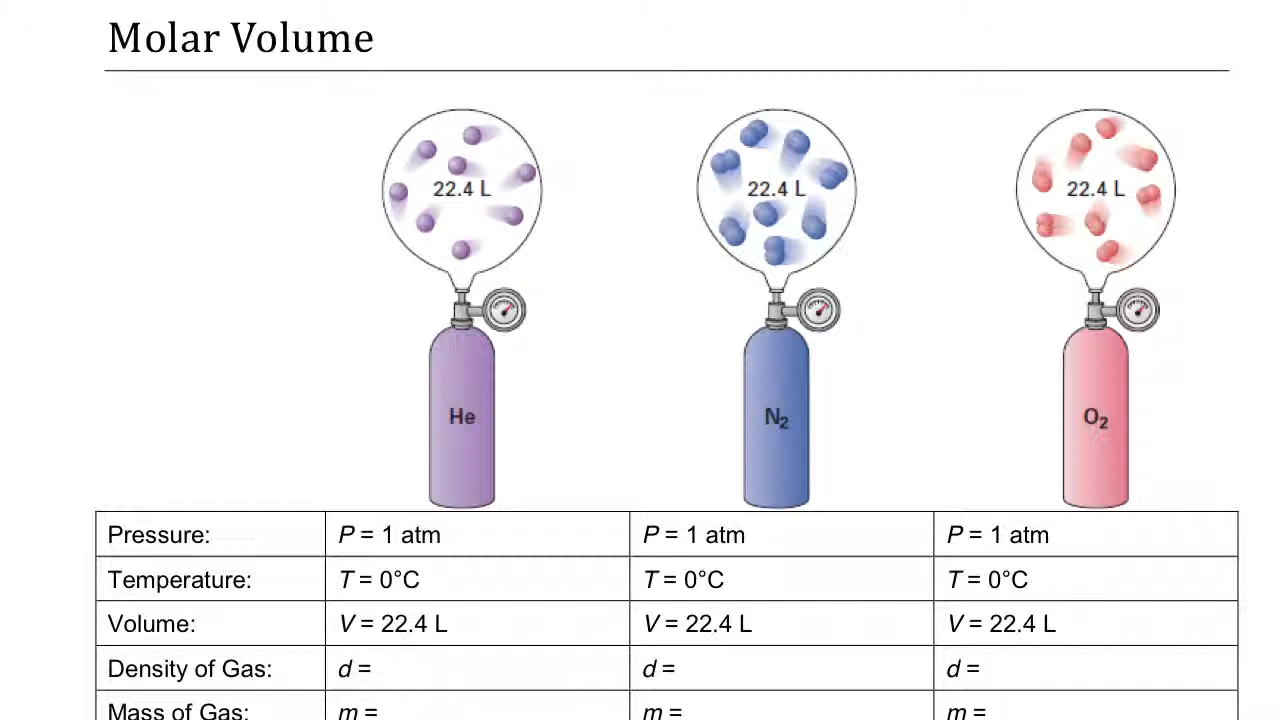 Molar Volume
22.4 L 22.4 L 22.4 L
He N₂ O₂
Pressure: P = 1 atm P = 1 atm P = 1 atm
Temperature: T = 0°C T = 0°C T = 0°C
Volume: V = 22.4 L V = 22.4 L V = 22.4 L
Density of Gas: d = d = d =
Mass of Gas: m = m = m =